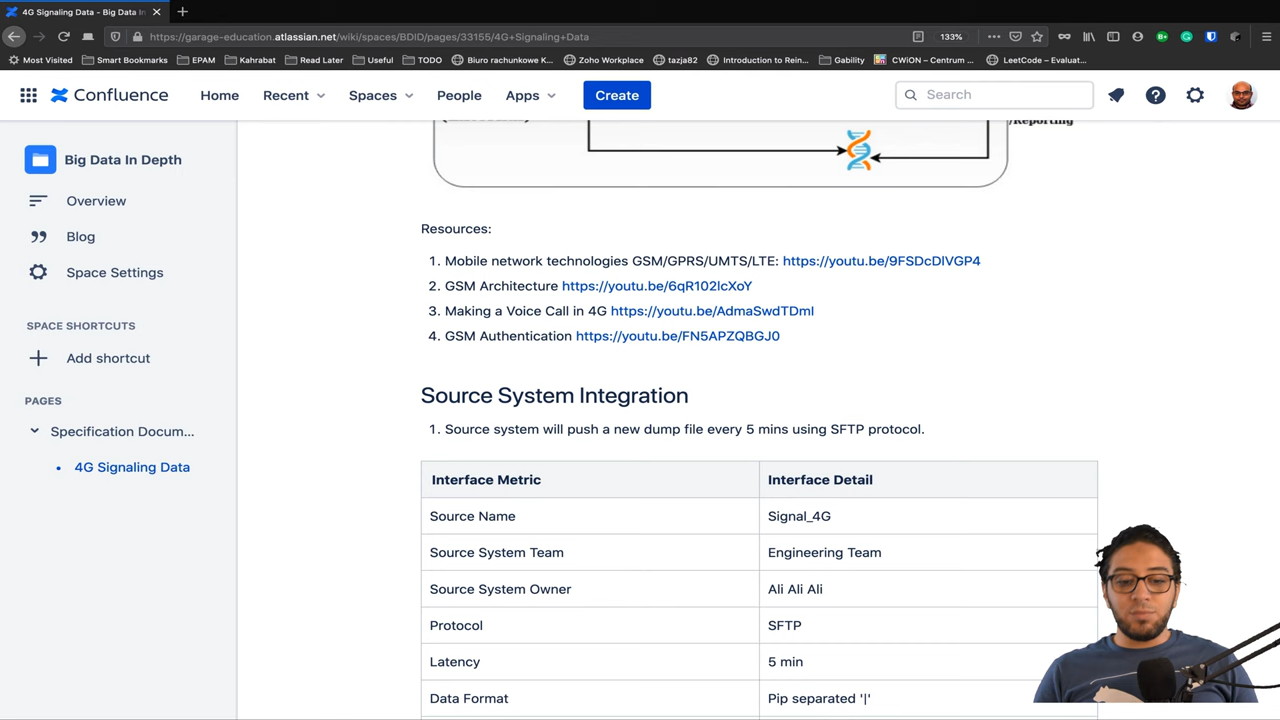 4G Signaling Data - Big Data In
https://garage-education.atlassian.net/wiki/spaces/BDID/pages/33155/4G+Signaling+Data
133%
Most Visited
Smart Bookmarks
EPAM
Kahrabat
Read Later
Useful
TODO
Biuro rachunkowe K...
Zoho Workplace
tazja82
Introduction to Rein...
Gability
CWiON – Centrum ...
LeetCode – Evaluat...
Confluence
Home
Recent
Spaces
People
Apps
Create
Search
/Reporting
Big Data In Depth
Overview
Blog
Space Settings
SPACE SHORTCUTS
Add shortcut
PAGES
Specification Docum...
4G Signaling Data
Resources:
1. Mobile network technologies GSM/GPRS/UMTS/LTE: https://youtu.be/9FSDcDlVGP4
2. GSM Architecture https://youtu.be/6qR102lcXoY
3. Making a Voice Call in 4G https://youtu.be/AdmaSwdTDmI
4. GSM Authentication https://youtu.be/FN5APZQBGJ0
Source System Integration
1. Source system will push a new dump file every 5 mins using SFTP protocol.
Interface Metric Interface Detail
Source Name Signal_4G
Source System Team Engineering Team
Source System Owner Ali Ali Ali
Protocol SFTP
Latency 5 min
Data Format Pip separated '|'